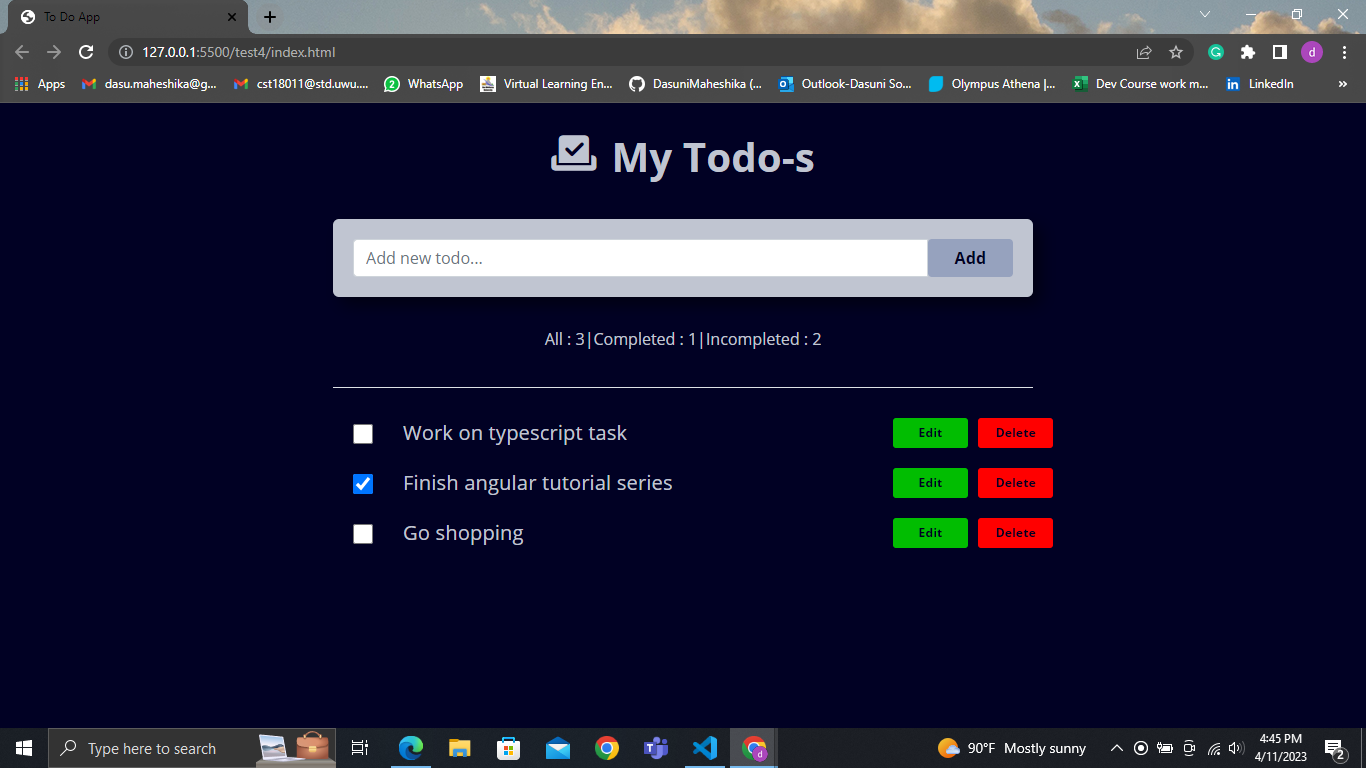 To Do App
127.0.0.1:5500/test4/index.html
d
Apps
dasu.maheshika@g...
cst18011@std.uwu....
2
WhatsApp
Virtual Learning En...
DasuniMaheshika (...
Outlook-Dasuni So...
Olympus Athena |...
Dev Course work m...
in
LinkedIn
»
My Todo-s
Add new todo...
Add
All : 3|Completed : 1|Incompleted : 2
Work on typescript task
Edit
Delete
Finish angular tutorial series
Edit
Delete
Go shopping
Edit
Delete
Type here to search
d
90°F Mostly sunny
4:45 PM
4/11/2023
2